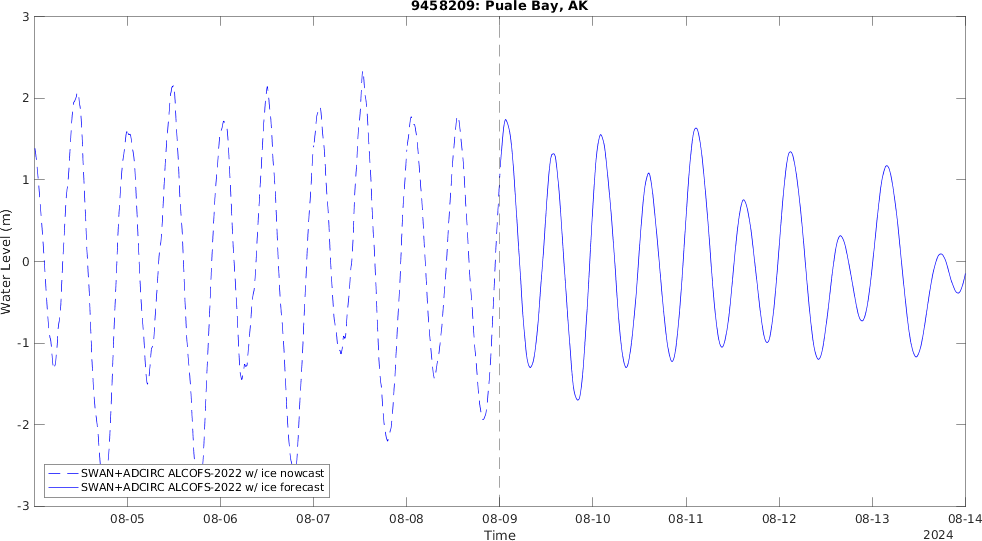 9458209: Puale Bay, AK
3
2
1
0
-1
-2
-3
Water Level (m)
SWAN+ADCIRC ALCOFS-2022 w/ ice nowcast
SWAN+ADCIRC ALCOFS-2022 w/ ice forecast
08-05 08-06 08-07 08-08 08-09 08-10 08-11 08-12 08-13 08-14
Time
2024